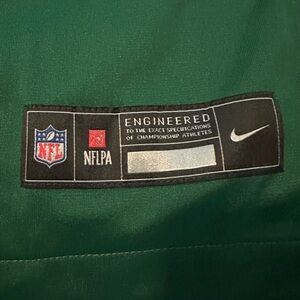 NFL
NFLPA
ENGINEERED
TO THE EXACT SPECIFICATIONS
OF CHAMPIONSHIP ATHLETES